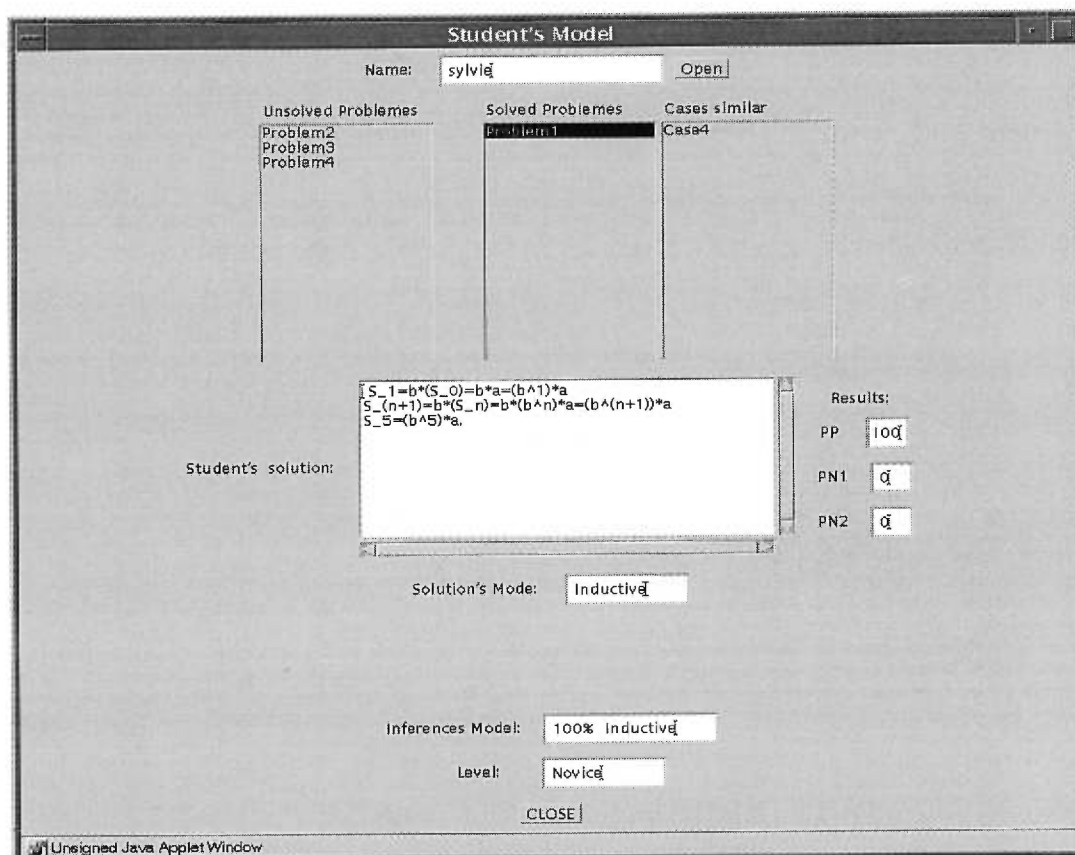 Student's Model
Name: sylvie Open
Unsolved Problemes Solved Problemes Cases similar
Problem2 Problem1 Case4
Problem3
Problem4
S_1=b*(S_0)=b*a=(b^1)*a
S_(n+1)=b*(S_n)=b*(b^n)*a=(b^(n+1))*a
S_5=(b^5)*a.
Student's solution:
Results:
PP 100
PN1 0
PN2 0
Solution's Mode: Inductive
Inferences Model: 100% Inductive
Level: Novice
CLOSE
Unsigned Java Applet Window